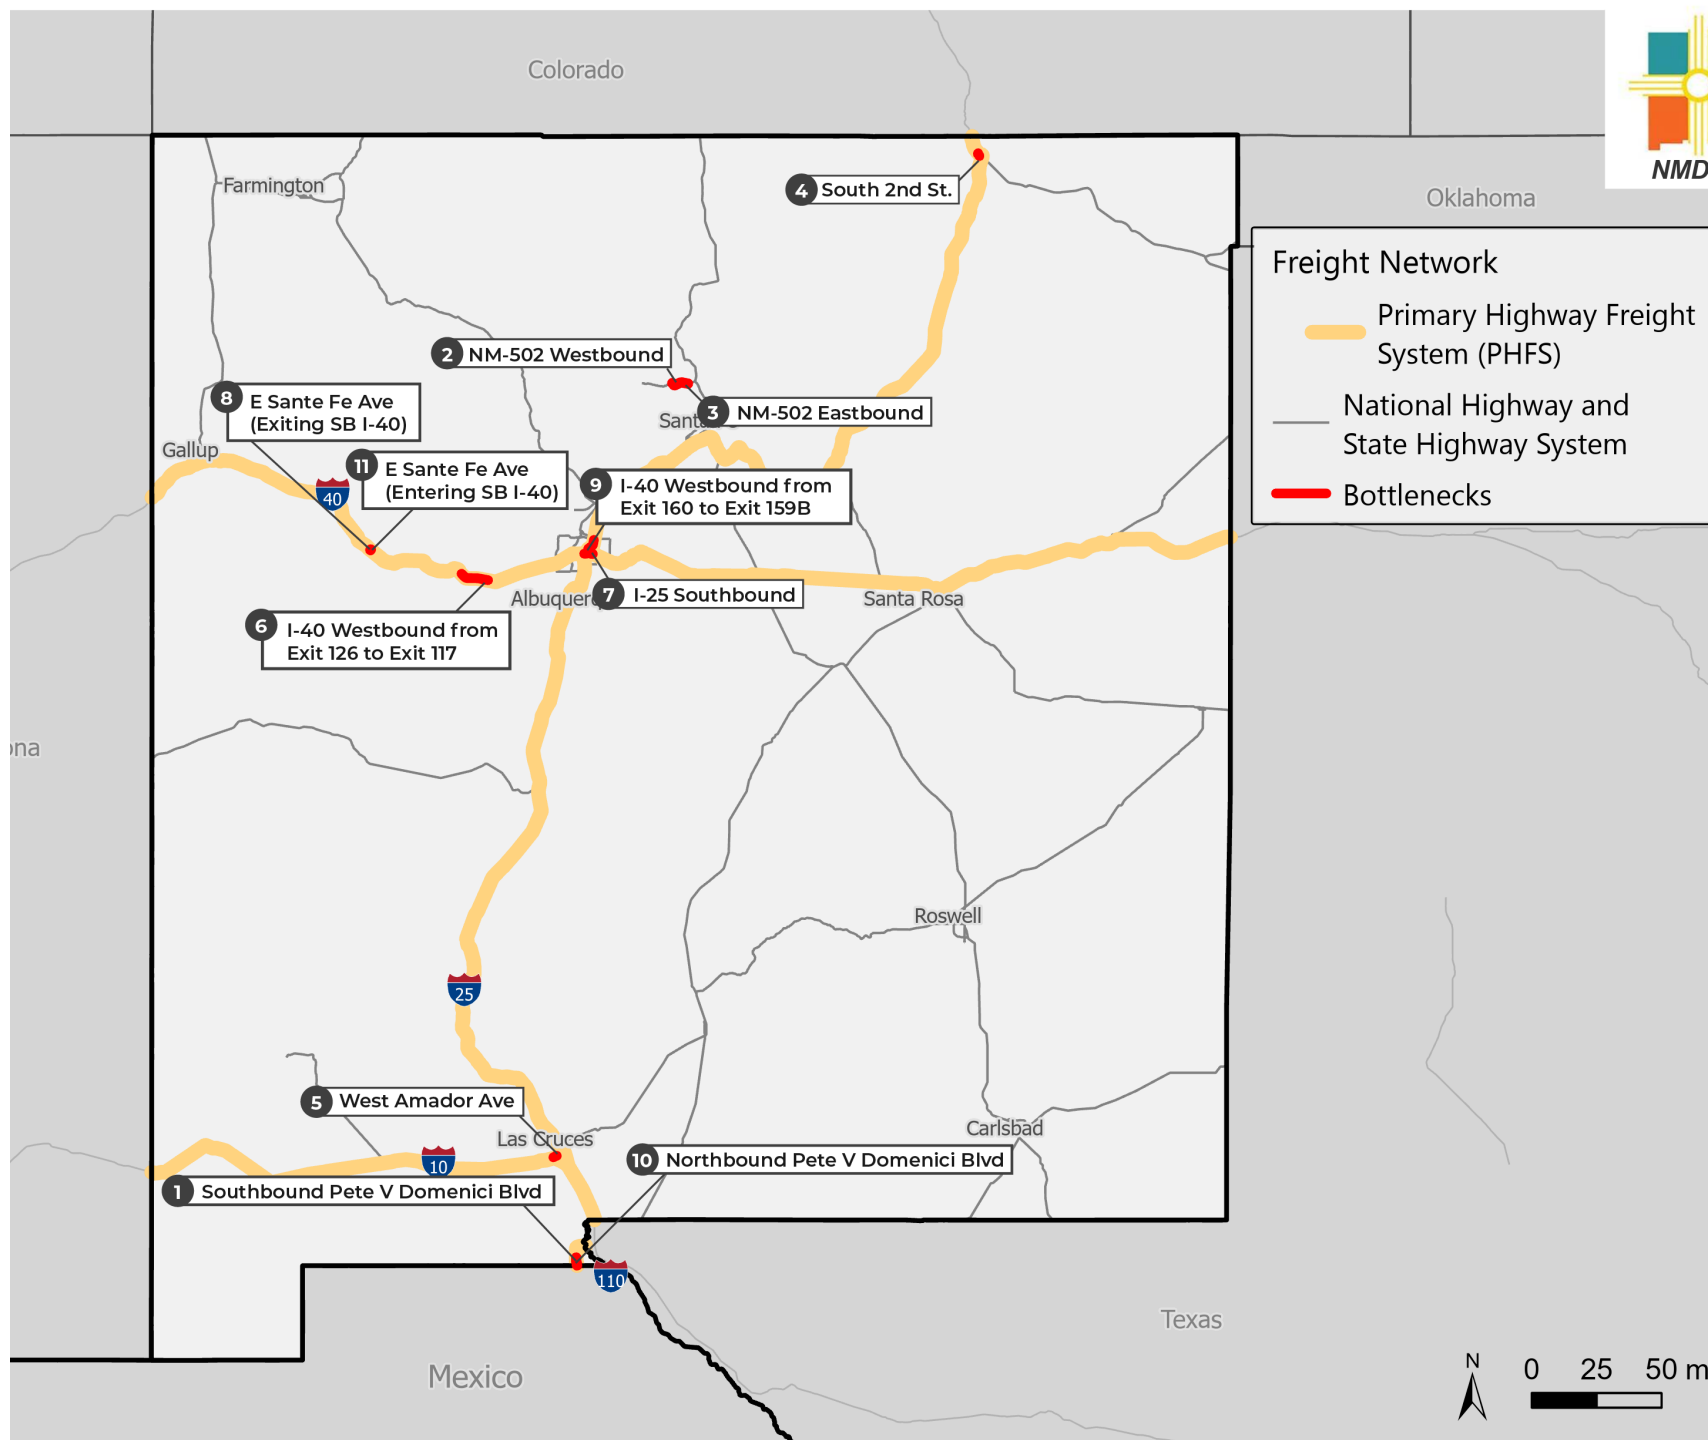 Colorado
NMD
Farmington
4 South 2nd St.
Oklahoma
Freight Network
Primary Highway Freight
System (PHFS)
National Highway and
State Highway System
Bottlenecks
2 NM-502 Westbound
3 NM-502 Eastbound
Santa
8 E Sante Fe Ave
(Exiting SB I-40)
Gallup
11 E Sante Fe Ave
(Entering SB I-40)
40
9 I-40 Westbound from
Exit 160 to Exit 159B
Albuquerq
7 I-25 Southbound
Santa Rosa
6 I-40 Westbound from
Exit 126 to Exit 117
ona
Roswell
25
5 West Amador Ave
Las Cruces
Carlsbad
10
10 Northbound Pete V Domenici Blvd
1 Southbound Pete V Domenici Blvd
110
Texas
Mexico
N
0 25 50 m